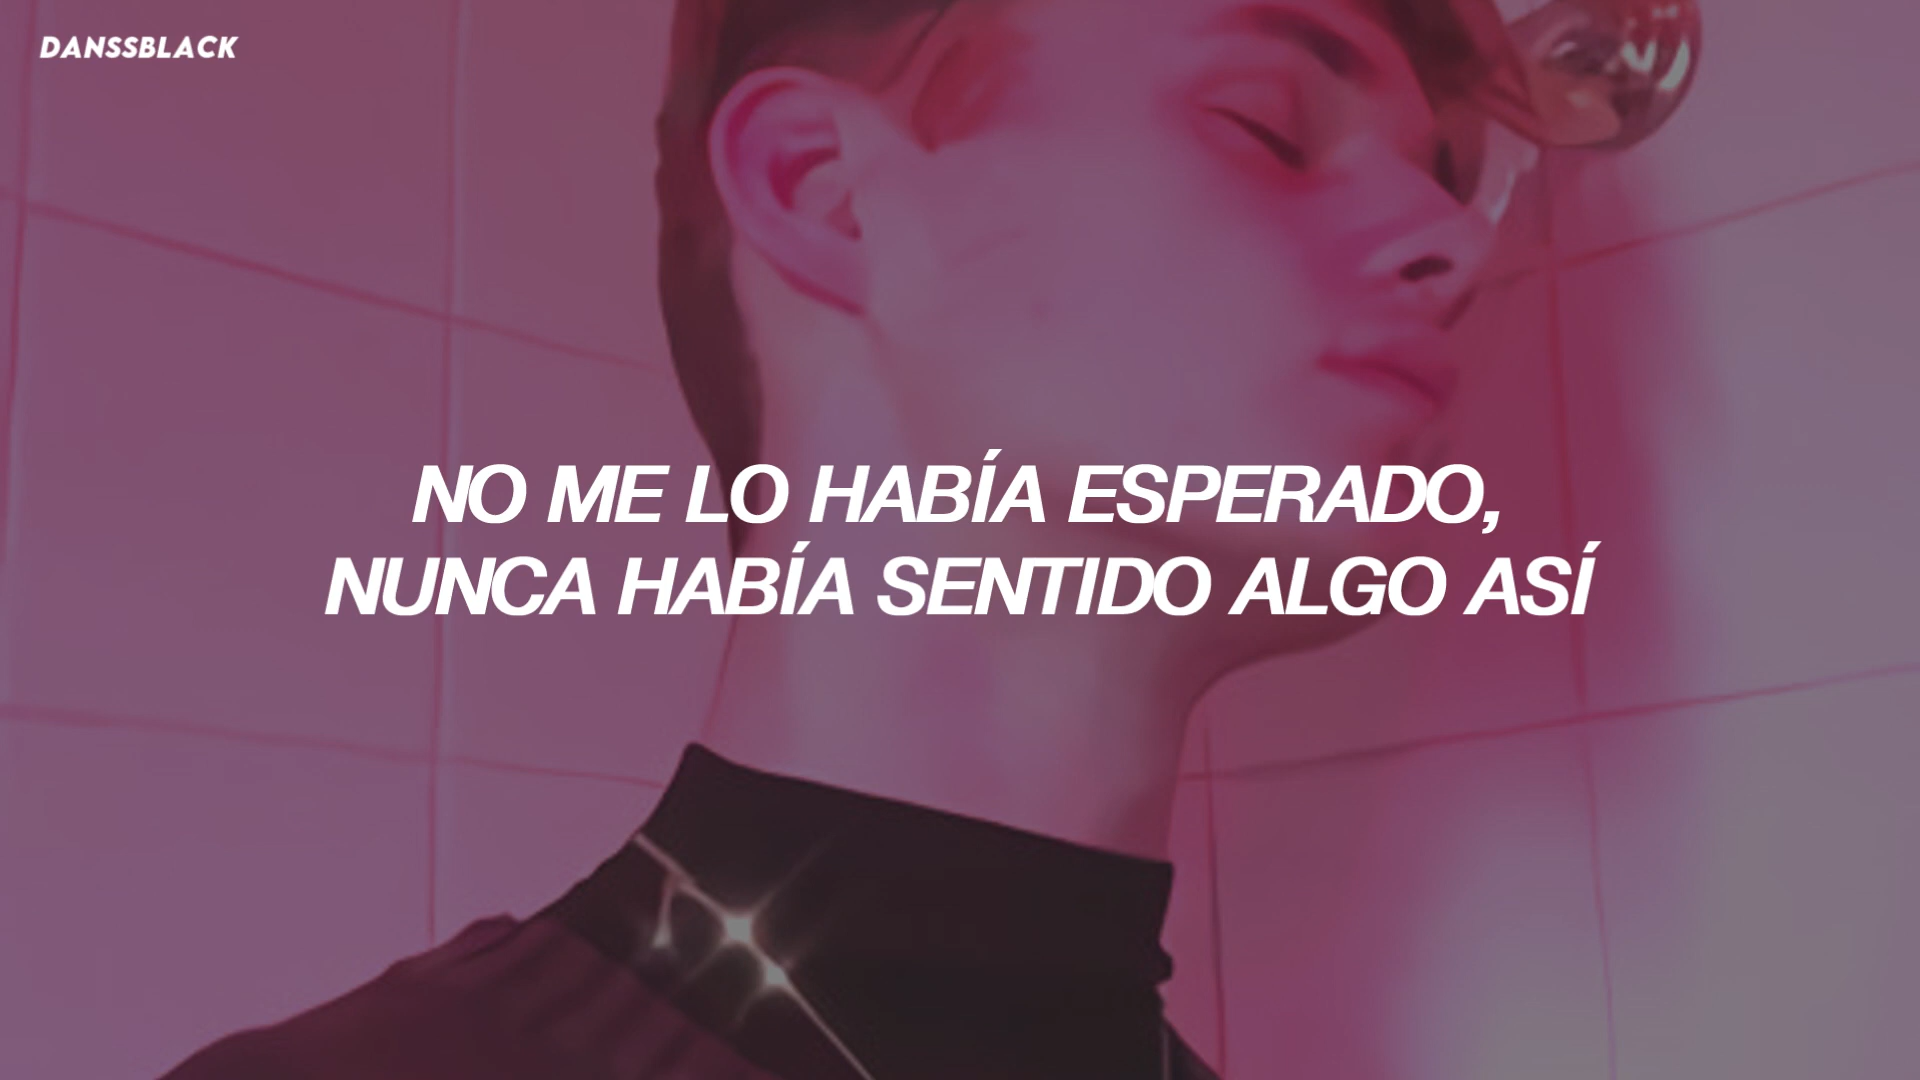 DANSSBLACK
NO ME LO HABÍA ESPERADO,
NUNCA HABÍA SENTIDO ALGO ASÍ